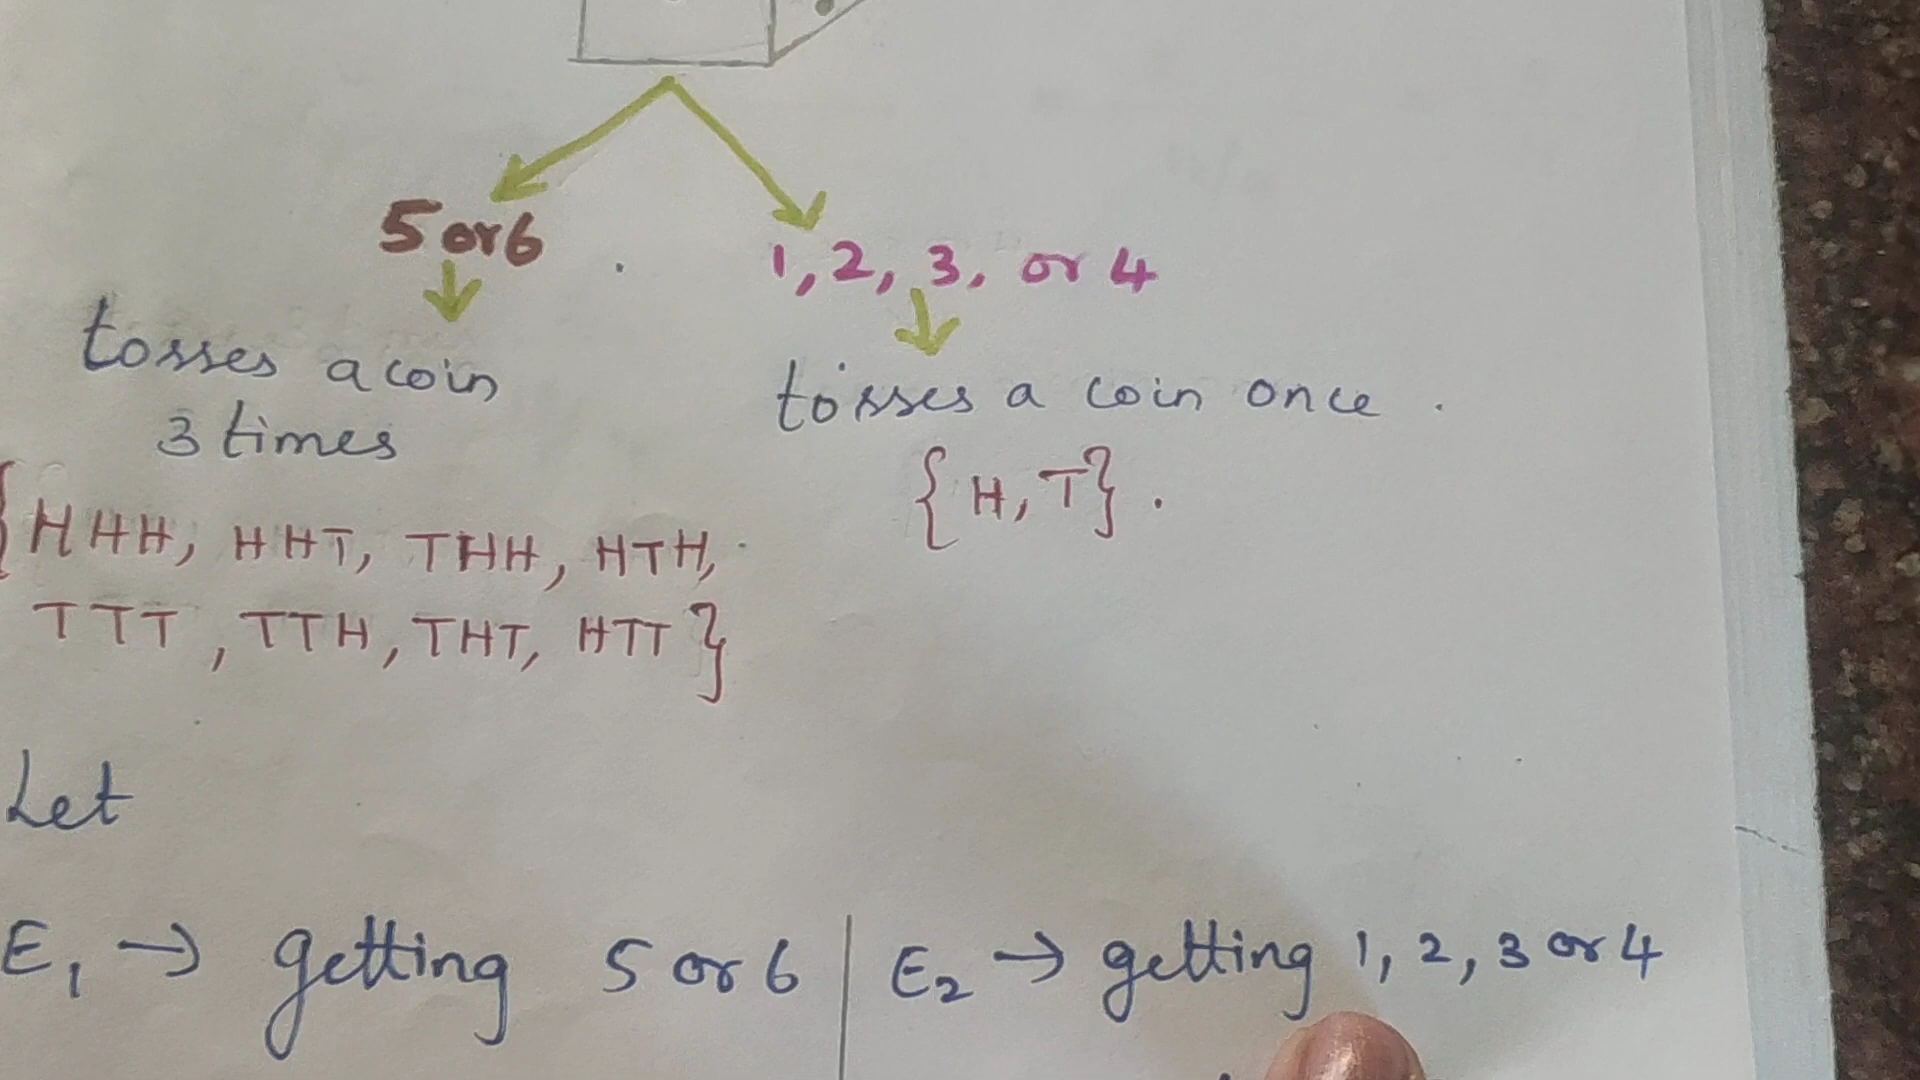 5 or 6
1, 2, 3, or 4
tosses a coin
3 times
tosses a coin once.
{H, T}.
{HHH, HHT, THH, HTH,
TTT, TTH, THT, HTT}
Let
E₁ → getting 5 or 6 | E₂ → getting 1, 2, 3 or 4